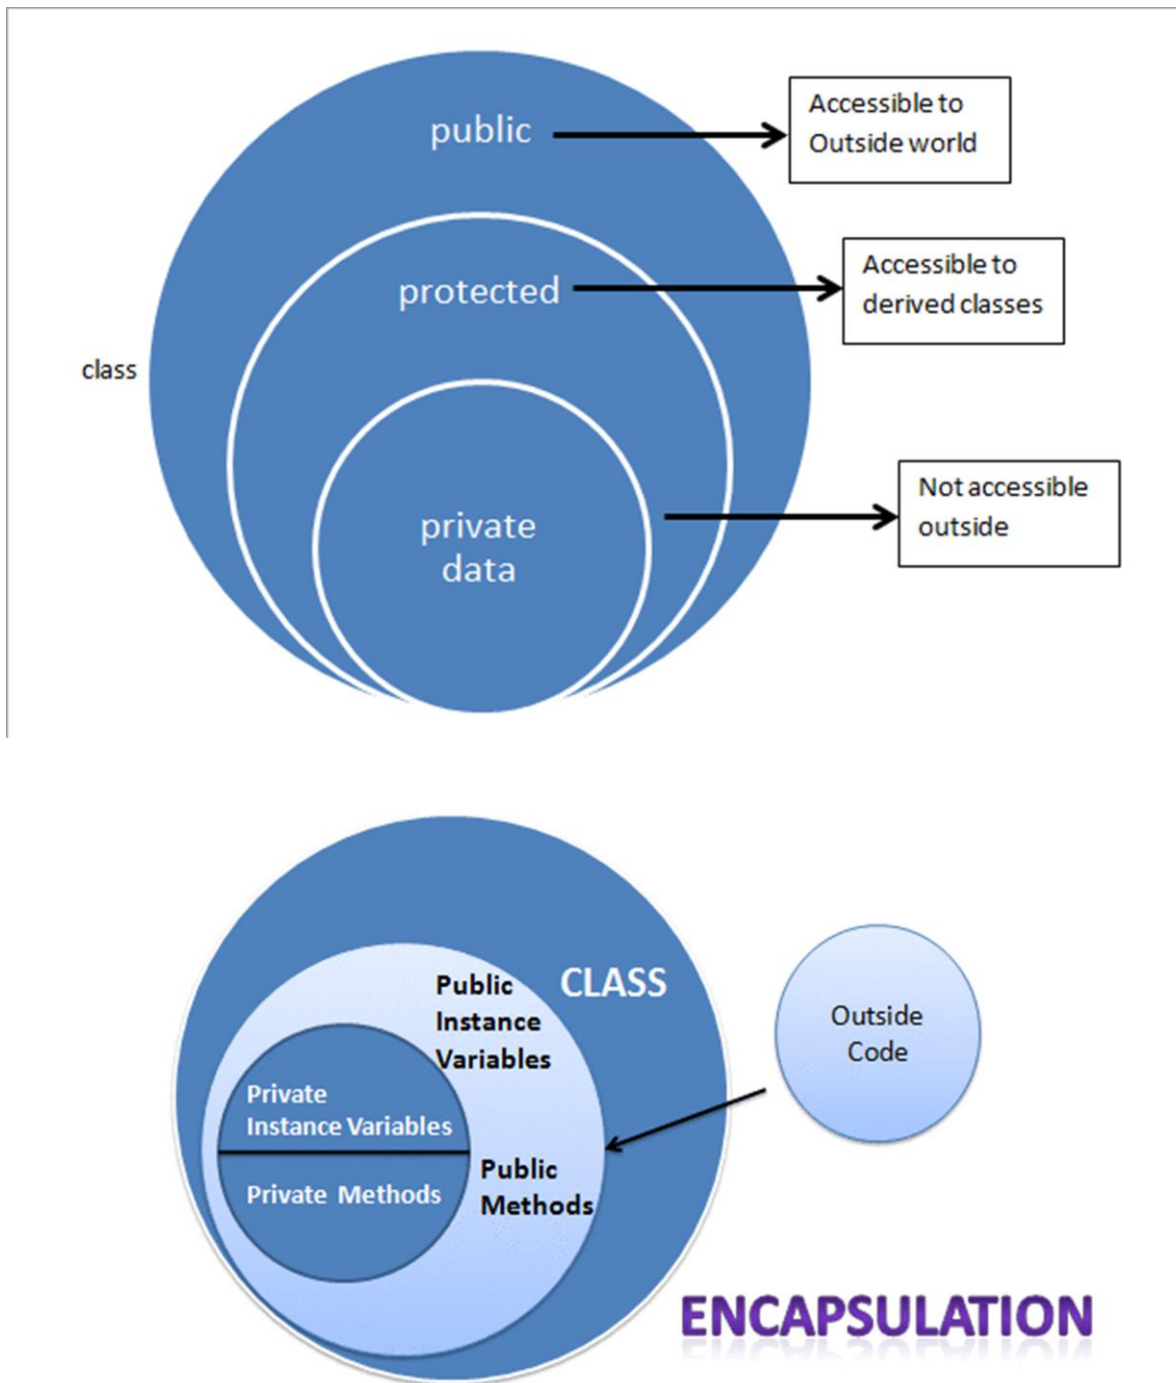 public
Accessible to
Outside world
protected
Accessible to
derived classes
class
private
data
Not accessible
outside
Public
Instance
Variables
CLASS
Outside
Code
Private
Instance Variables
Private Methods
Public
Methods
ENCAPSULATION